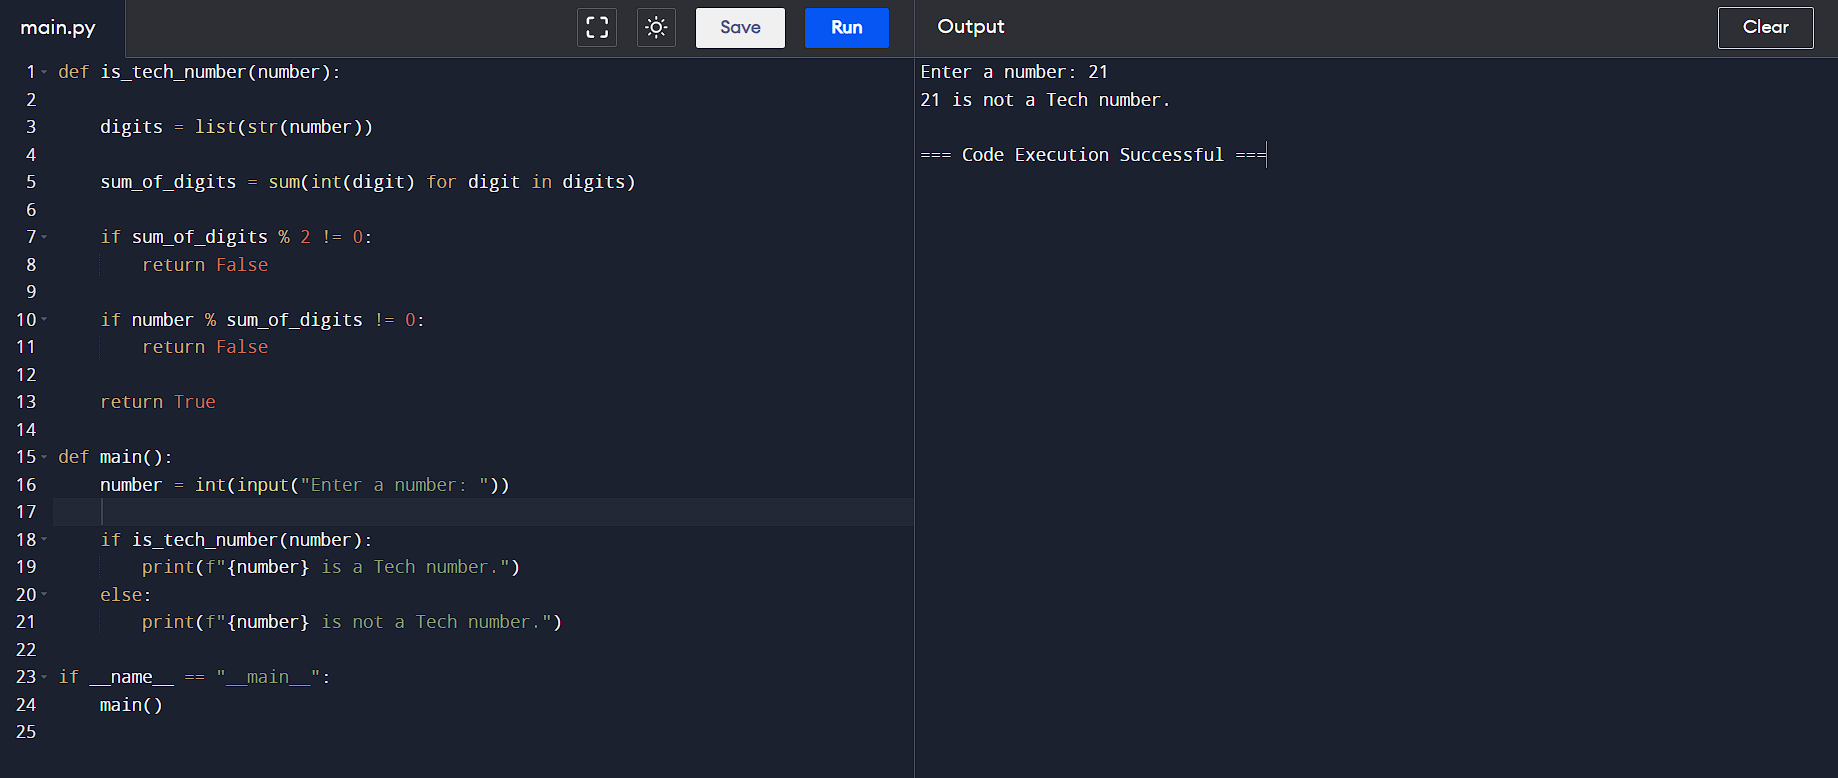 main.py
Save
Run
Output
Clear
1 def is_tech_number(number):
2
3     digits = list(str(number))
4
5     sum_of_digits = sum(int(digit) for digit in digits)
6
7     if sum_of_digits % 2 != 0:
8         return False
9
10     if number % sum_of_digits != 0:
11         return False
12
13     return True
14
15 def main():
16     number = int(input("Enter a number: "))
17
18     if is_tech_number(number):
19         print(f"{number} is a Tech number.")
20     else:
21         print(f"{number} is not a Tech number.")
22
23 if __name__ == "__main__":
24     main()
25
Enter a number: 21
21 is not a Tech number.
=== Code Execution Successful ===